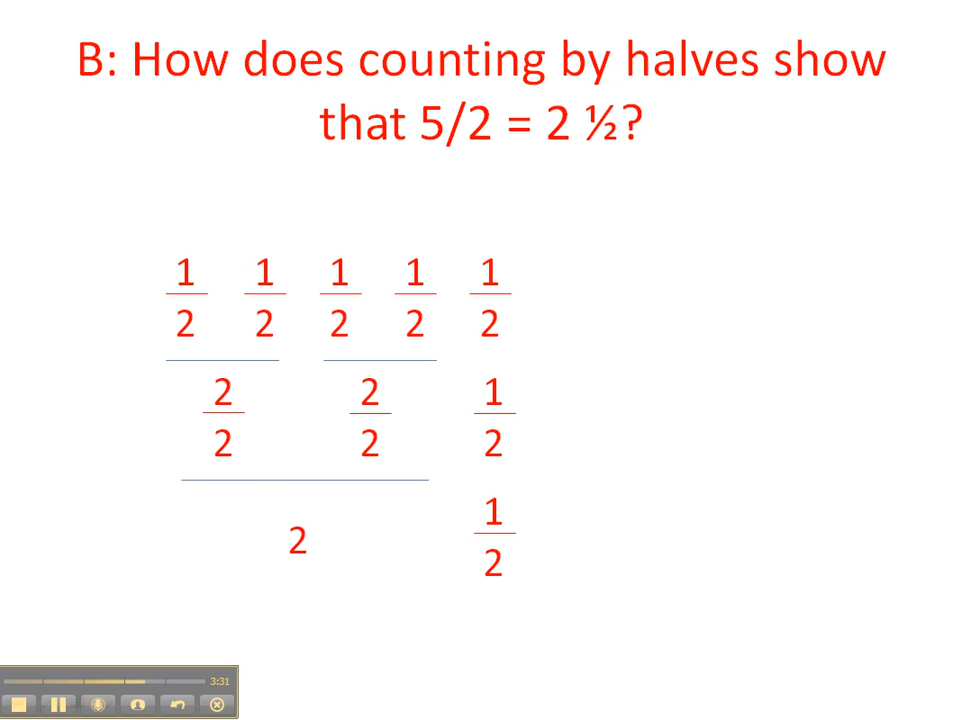 B: How does counting by halves show
that 5/2 = 2 ½?
1 1 1 1 1
2 2 2 2 2
2 2 1
2 2 2
1
2
2
3:31